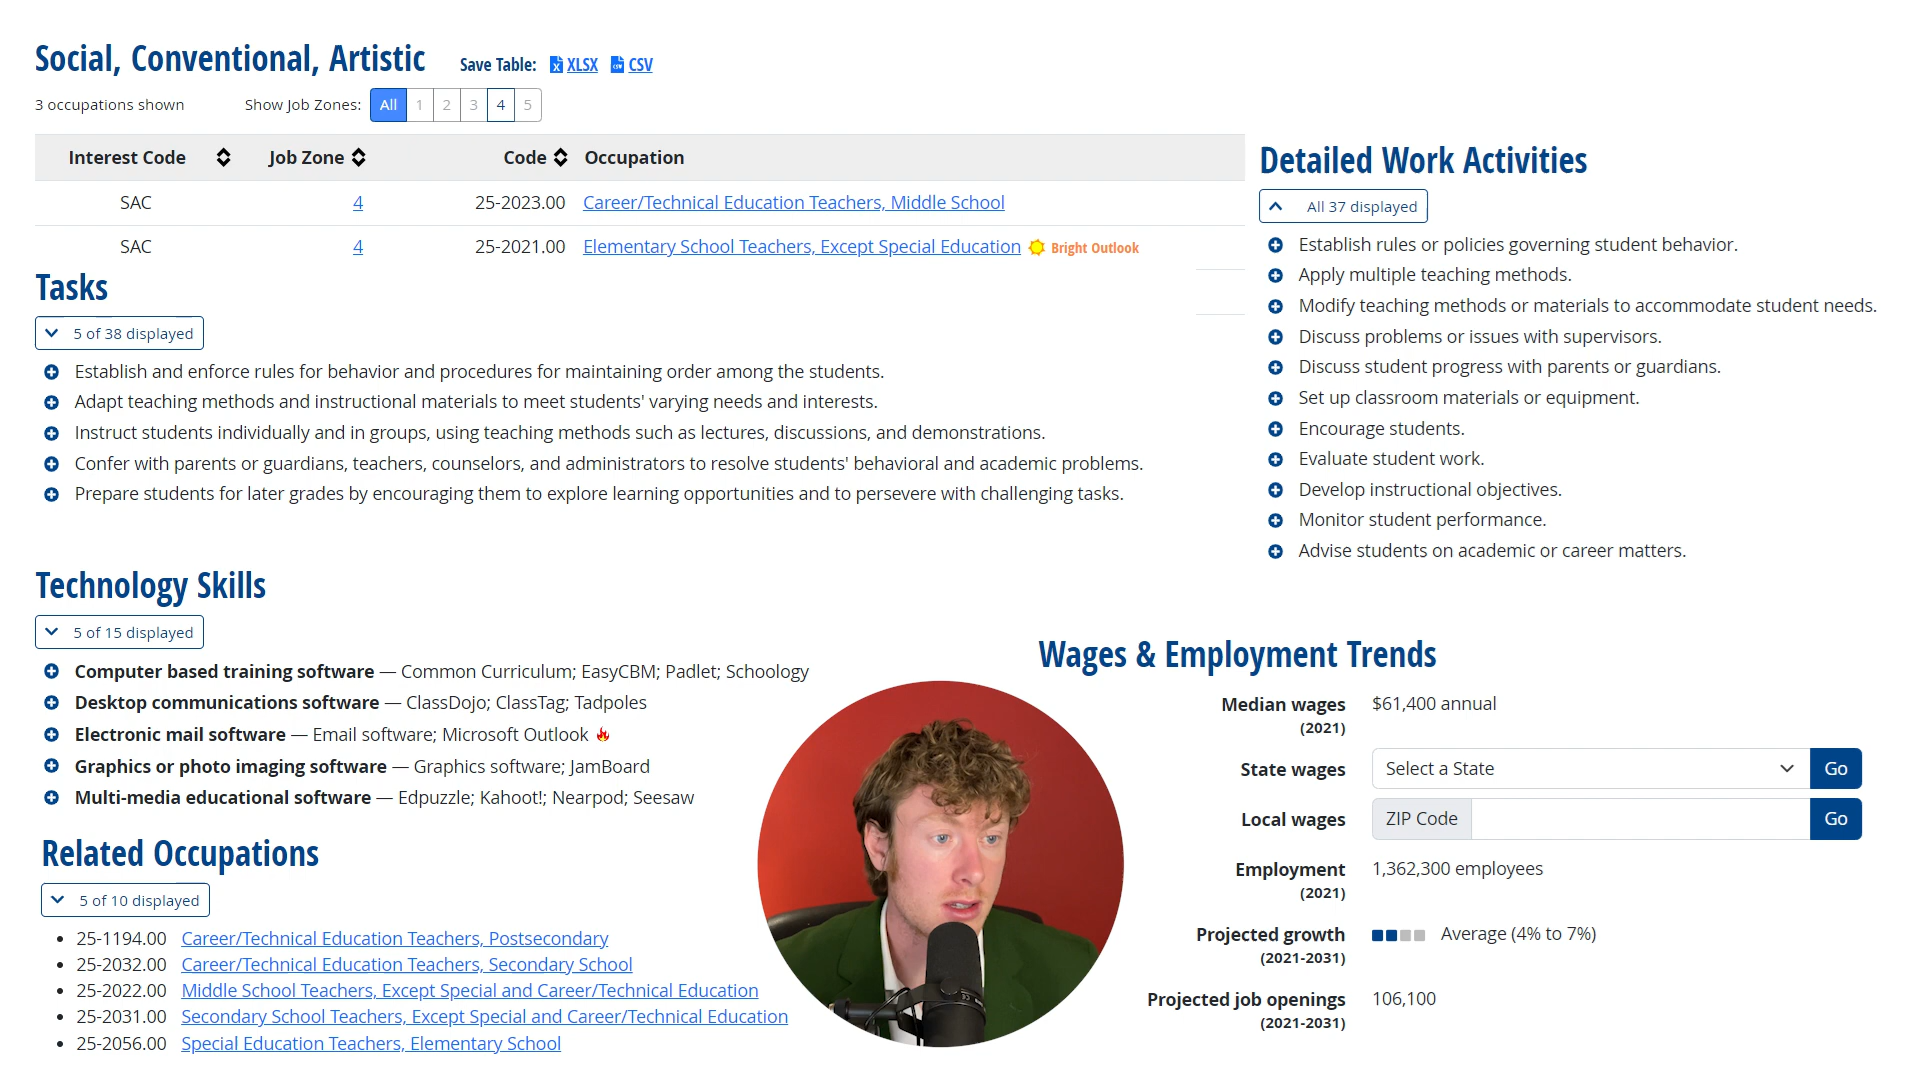 Social, Conventional, Artistic
Save Table: XLSX CSV
3 occupations shown
Show Job Zones: All 1 2 3 4 5
Interest Code Job Zone Code Occupation
SAC 4 25-2023.00 Career/Technical Education Teachers, Middle School
SAC 4 25-2021.00 Elementary School Teachers, Except Special Education Bright Outlook
Tasks
5 of 38 displayed
Establish and enforce rules for behavior and procedures for maintaining order among the students.
Adapt teaching methods and instructional materials to meet students' varying needs and interests.
Instruct students individually and in groups, using teaching methods such as lectures, discussions, and demonstrations.
Confer with parents or guardians, teachers, counselors, and administrators to resolve students' behavioral and academic problems.
Prepare students for later grades by encouraging them to explore learning opportunities and to persevere with challenging tasks.
Detailed Work Activities
All 37 displayed
Establish rules or policies governing student behavior.
Apply multiple teaching methods.
Modify teaching methods or materials to accommodate student needs.
Discuss problems or issues with supervisors.
Discuss student progress with parents or guardians.
Set up classroom materials or equipment.
Encourage students.
Evaluate student work.
Develop instructional objectives.
Monitor student performance.
Advise students on academic or career matters.
Technology Skills
5 of 15 displayed
Computer based training software — Common Curriculum; EasyCBM; Padlet; Schoology
Desktop communications software — ClassDojo; ClassTag; Tadpoles
Electronic mail software — Email software; Microsoft Outlook
Graphics or photo imaging software — Graphics software; JamBoard
Multi-media educational software — Edpuzzle; Kahoot!; Nearpod; Seesaw
Related Occupations
5 of 10 displayed
25-1194.00 Career/Technical Education Teachers, Postsecondary
25-2032.00 Career/Technical Education Teachers, Secondary School
25-2022.00 Middle School Teachers, Except Special and Career/Technical Education
25-2031.00 Secondary School Teachers, Except Special and Career/Technical Education
25-2056.00 Special Education Teachers, Elementary School
Wages & Employment Trends
Median wages $61,400 annual
(2021)
State wages Select a State Go
Local wages ZIP Code Go
Employment 1,362,300 employees
(2021)
Projected growth Average (4% to 7%)
(2021-2031)
Projected job openings 106,100
(2021-2031)